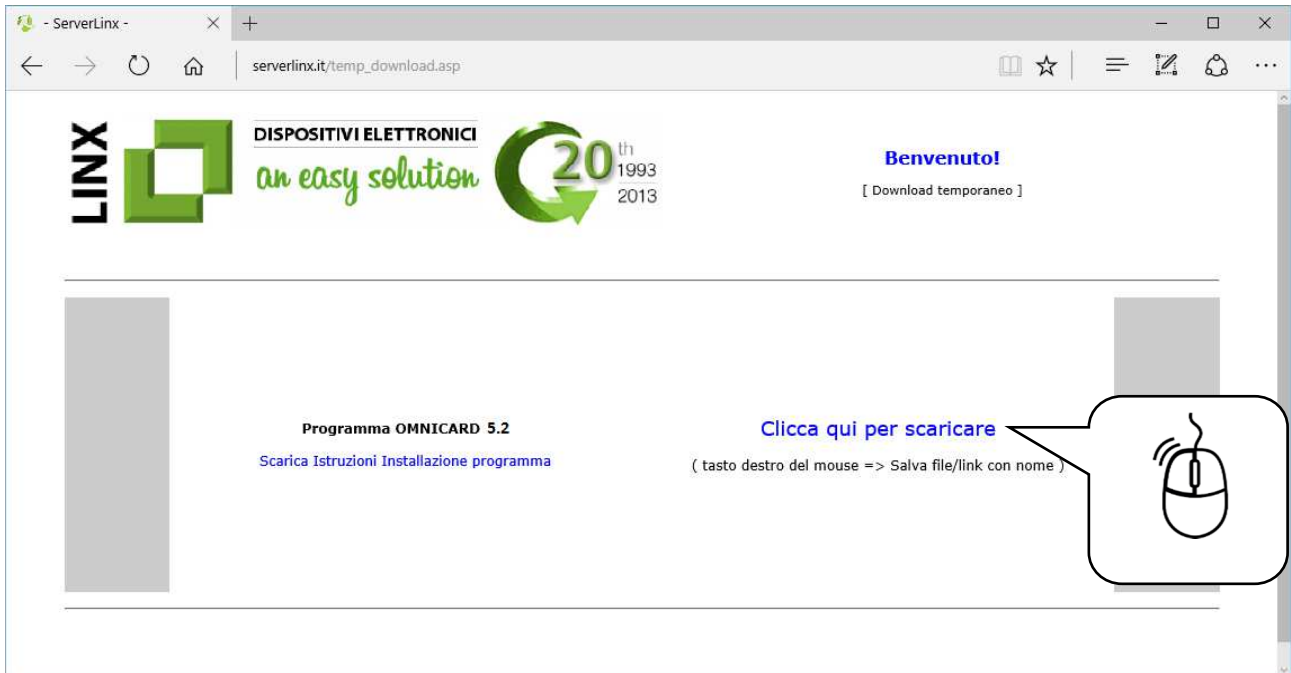 - ServerLinx -
serverlinx.it/temp_download.asp
LINX
DISPOSITIVI ELETTRONICI
an easy solution
20 th
1993
2013
Benvenuto!
[ Download temporaneo ]
Programma OMNICARD 5.2
Scarica Istruzioni Installazione programma
Clicca qui per scaricare
( tasto destro del mouse => Salva file/link con nome )